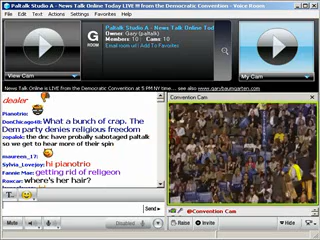 Paltalk Studio A - News Talk Online Today LIVE !!! from the Democratic Convention - Voice Room
File Edit Text Actions Settings Favorites Help
Paltalk Studio A - News Talk Online Tod
G
ROOM
Owner: Gary (paltalk)
Members: 10 Cams: 10
Email room url | Add To Favorites
View Cam
My Cam
News Talk Online is LIVE from the Democratic Convention at 5 PM NY time... see also www.garybaumgarten.com
dealer
Pianotrio:
DonChicago48: What a bunch of crap. The Dem party denies religious freedom
zapalok: the dnc have probably sabotaged paltalk so we get to hear more of their spin
maureen_17:
Sylvia_Lovejoy: hi pianotrio
Fannie Mae: getting rid of religeon
Roxcar: where's her hair?
Convention Cam
Send
@Convention Cam
Mute
Disabled
Raise
Invite
Hide